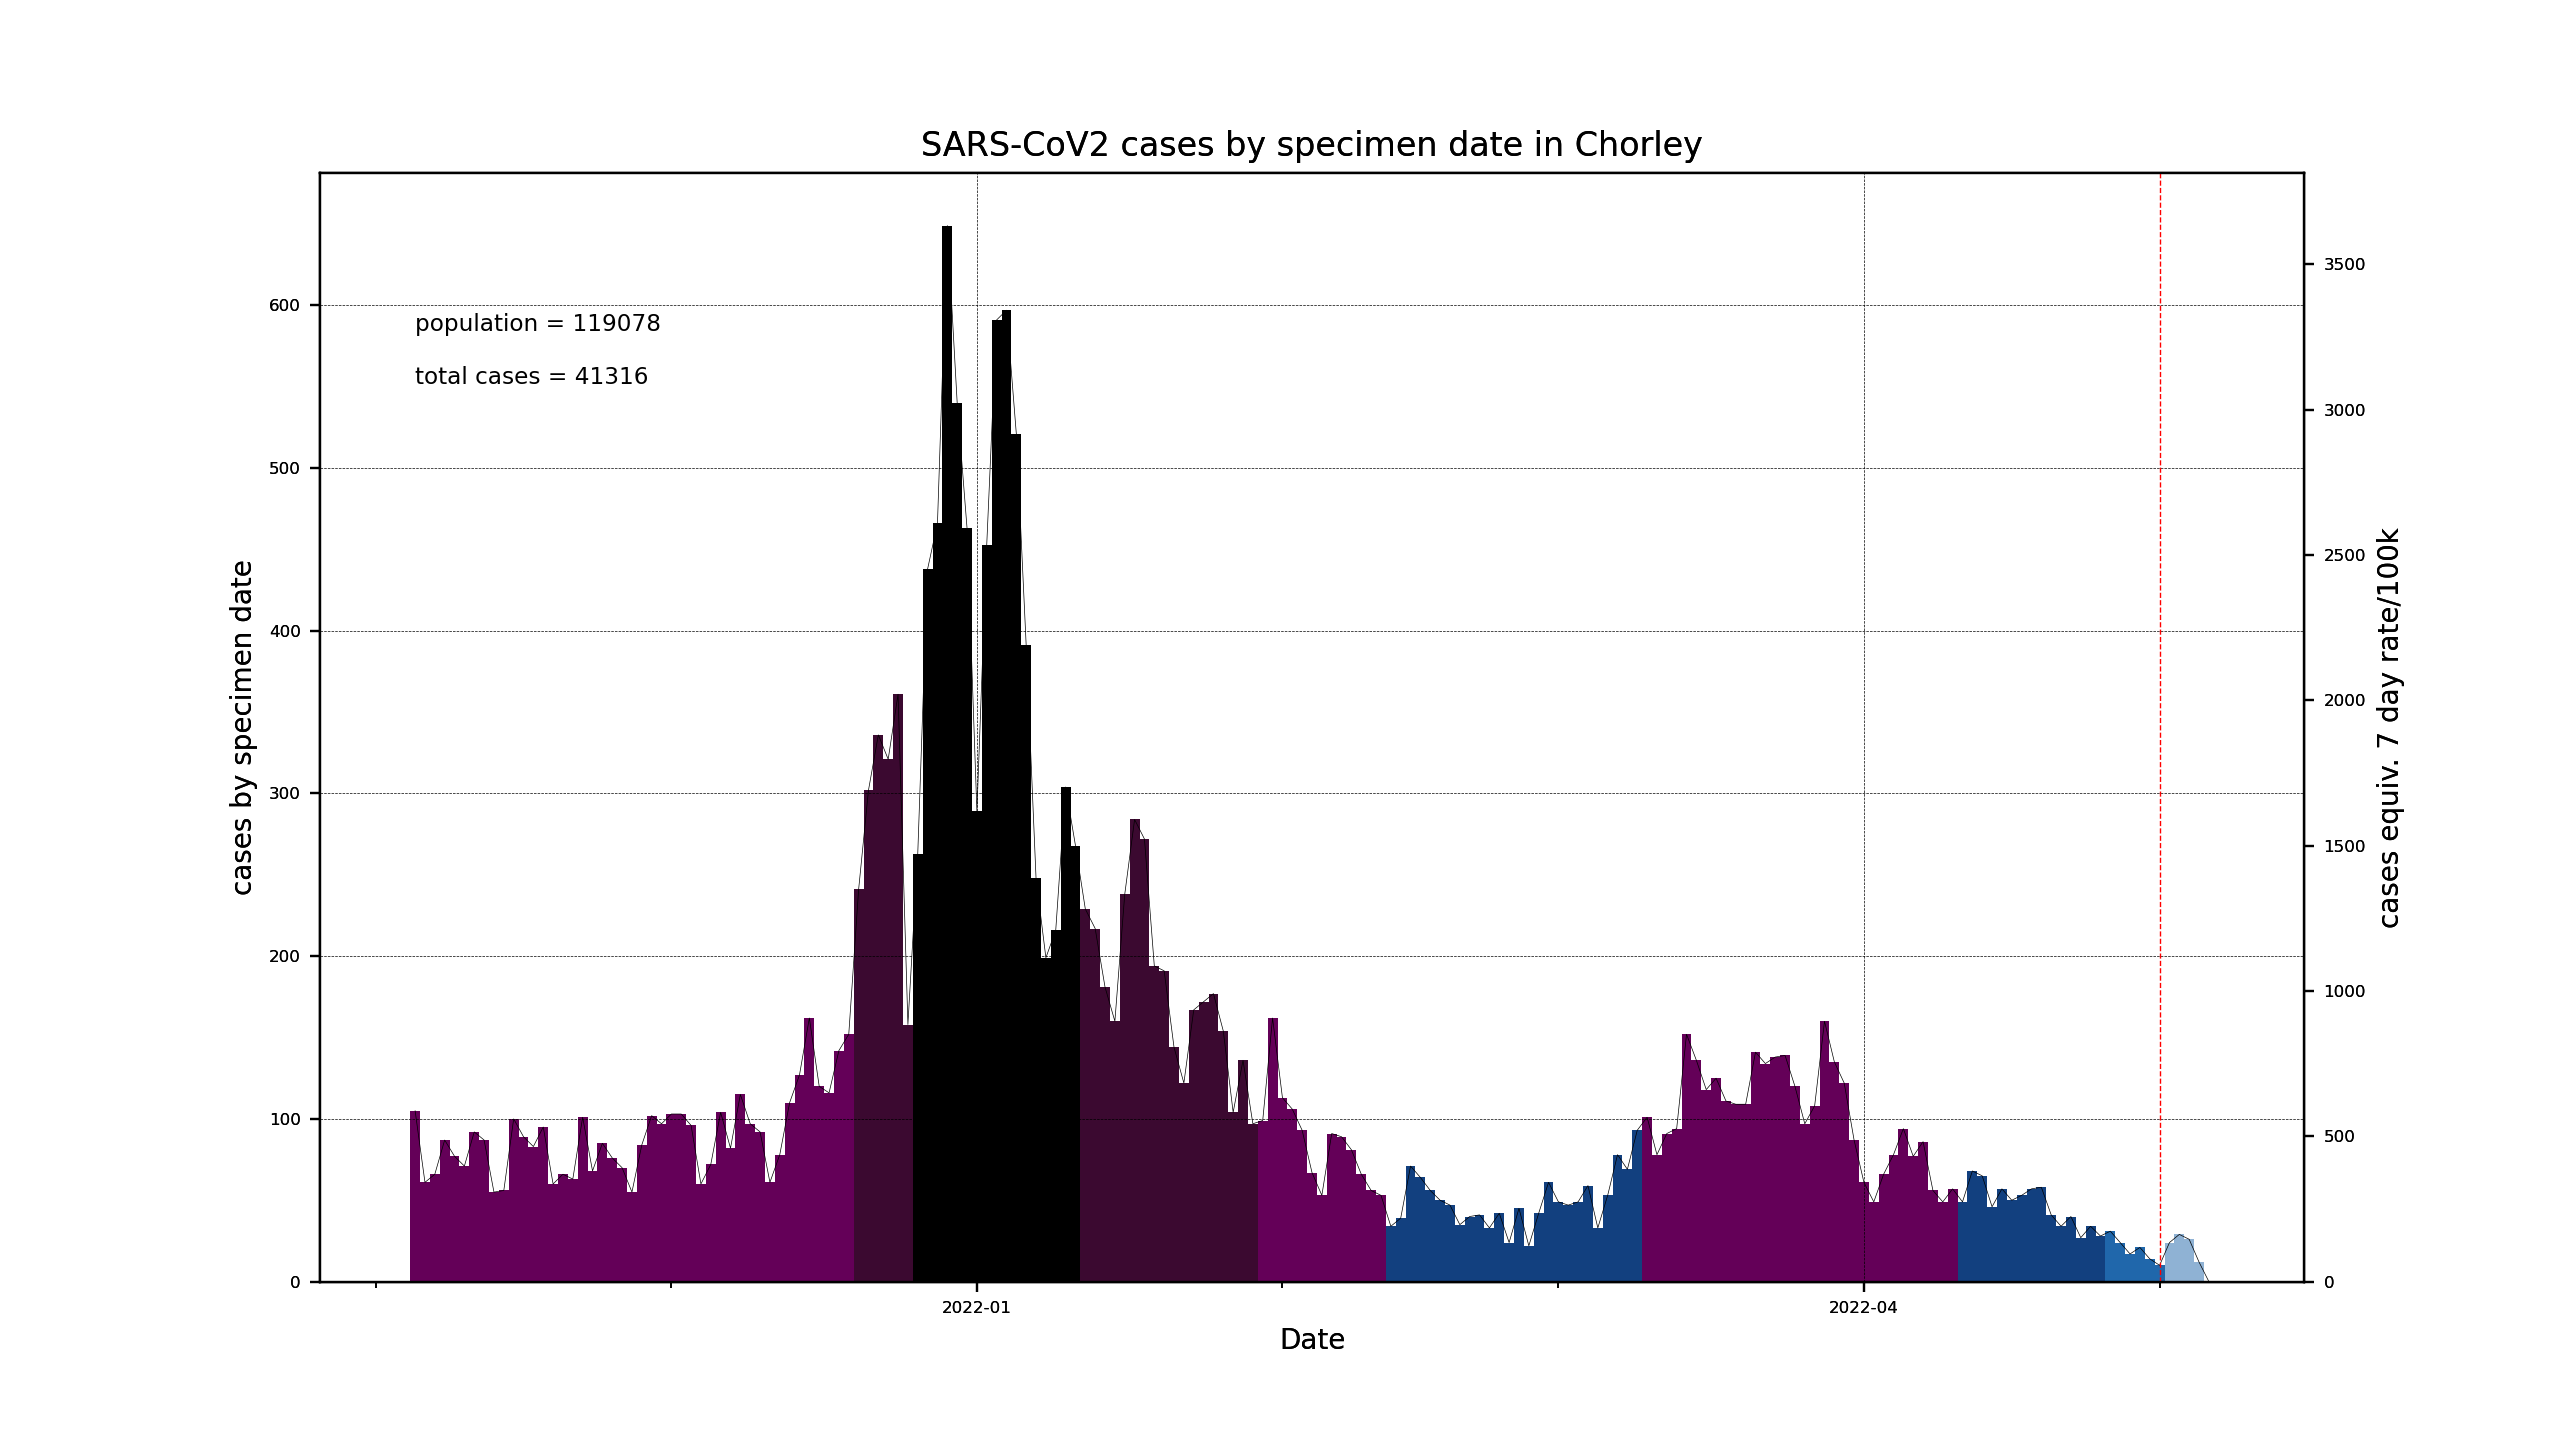 SARS-CoV2 cases by specimen date in Chorley
population = 119078
total cases = 41316
cases by specimen date
600
500
400
300
200
100
0
3500
3000
2500
2000
1500
1000
500
0
cases equiv. 7 day rate/100k
2022-01
2022-04
Date